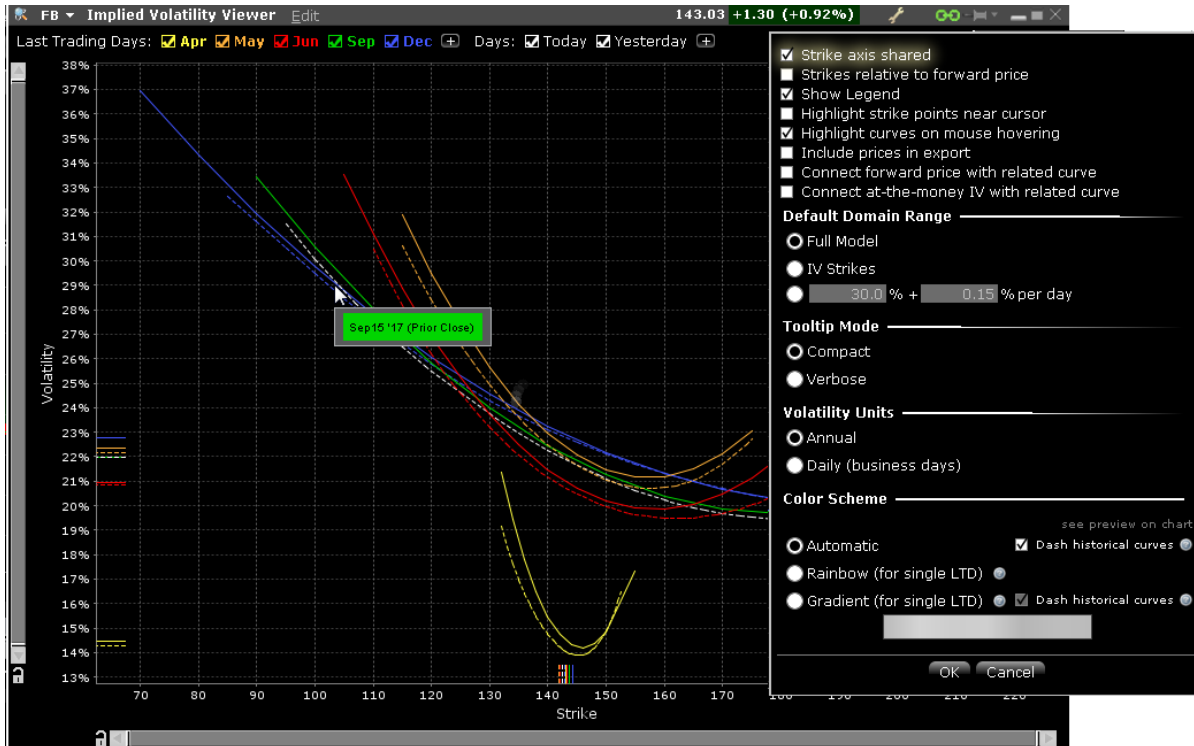 FB Implied Volatility Viewer Edit 143.03 +1.30 (+0.92%)
Last Trading Days: Apr May Jun Sep Dec Days: Today Yesterday
Strike axis shared
Strikes relative to forward price
Show Legend
Highlight strike points near cursor
Highlight curves on mouse hovering
Include prices in export
Connect forward price with related curve
Connect at-the-money IV with related curve
Default Domain Range
Full Model
IV Strikes
30.0 % + 0.15 % per day
Tooltip Mode
Compact
Verbose
Volatility Units
Annual
Daily (business days)
Color Scheme
see preview on chart
Automatic Dash historical curves
Rainbow (for single LTD)
Gradient (for single LTD) Dash historical curves
OK Cancel
38%
37%
36%
35%
34%
33%
32%
31%
30%
29%
28%
27%
26%
25%
24%
23%
22%
21%
20%
19%
18%
17%
16%
15%
14%
13%
Volatility
Sep15 '17 (Prior Close)
70 80 90 100 110 120 130 140 150 160 170 180 190 200 210 220
Strike